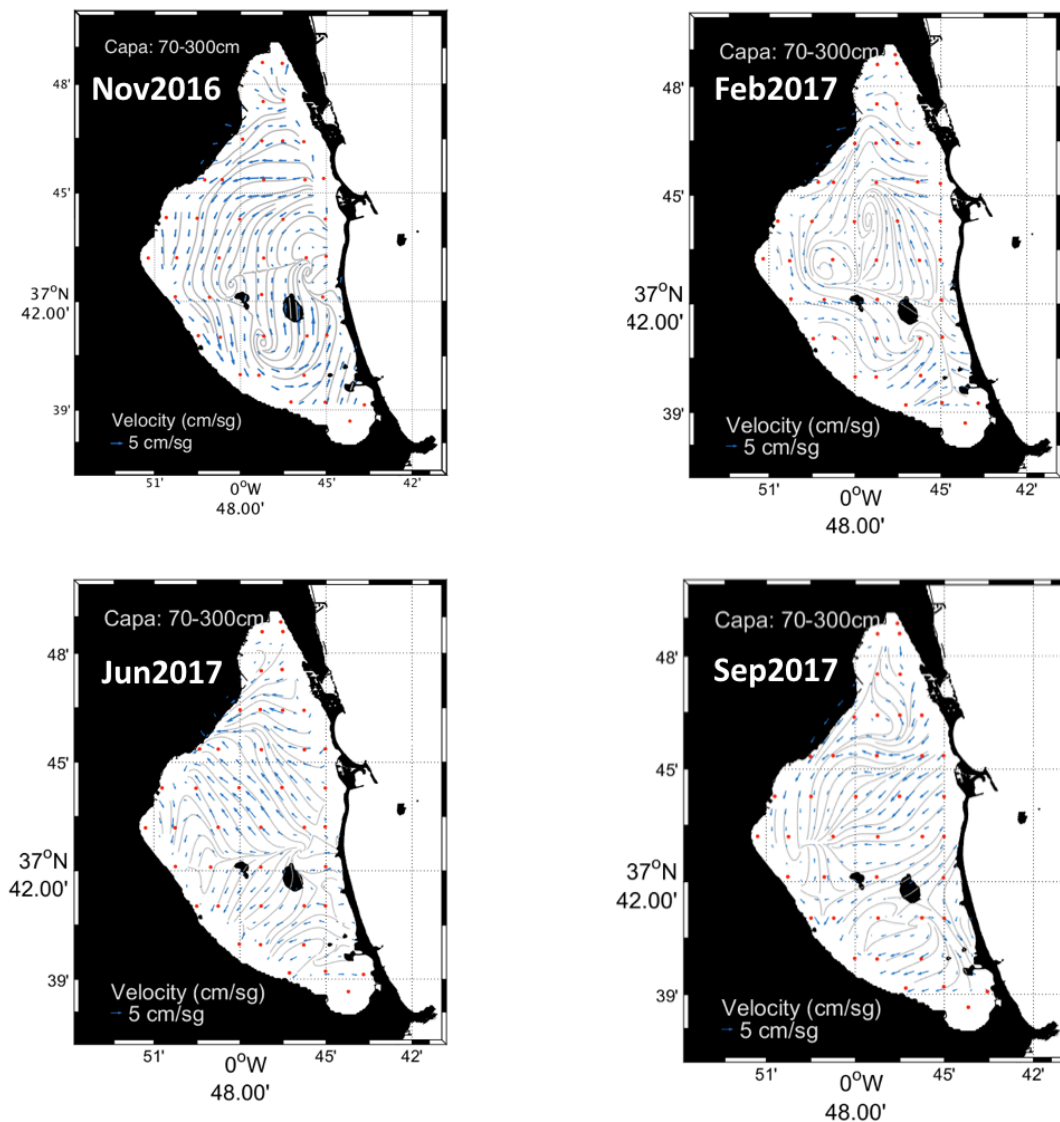 Capa: 70-300cm
Nov2016
48'
45'
37°N
42.00'
39'
Velocity (cm/sg)
5 cm/sg
51'
0°W
48.00'
45'
42'
Capa: 70-300cm
Feb2017
48'
45'
37°N
42.00'
39'
Velocity (cm/sg)
5 cm/sg
51'
0°W
48.00'
45'
42'
Capa: 70-300cm
Jun2017
48'
45'
37°N
42.00'
39'
Velocity (cm/sg)
5 cm/sg
51'
0°W
48.00'
45'
42'
Capa: 70-300cm
Sep2017
48'
45'
37°N
42.00'
39'
Velocity (cm/sg)
5 cm/sg
51'
0°W
48.00'
45'
42'